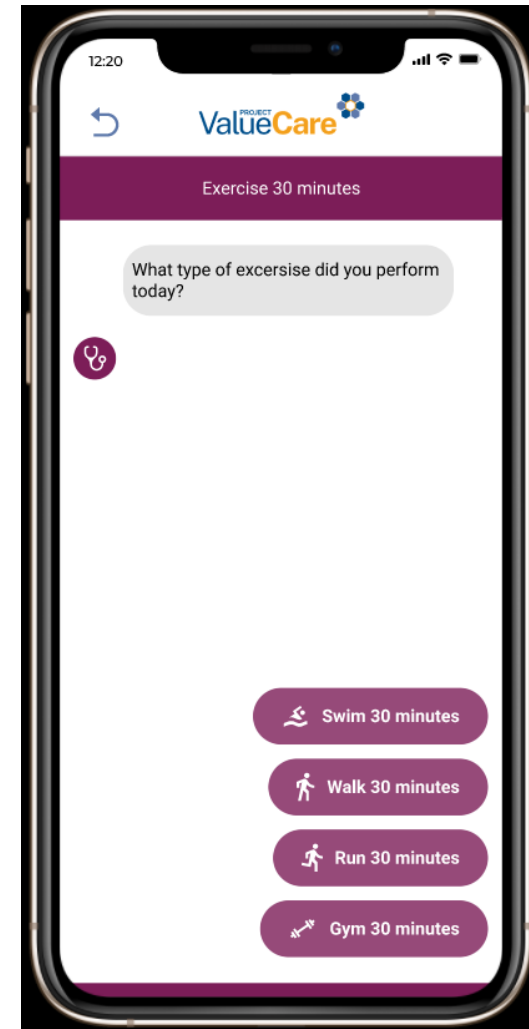 12:20
PROJECT
ValueCare
Exercise 30 minutes
What type of excersise did you perform
today?
Swim 30 minutes
Walk 30 minutes
Run 30 minutes
Gym 30 minutes